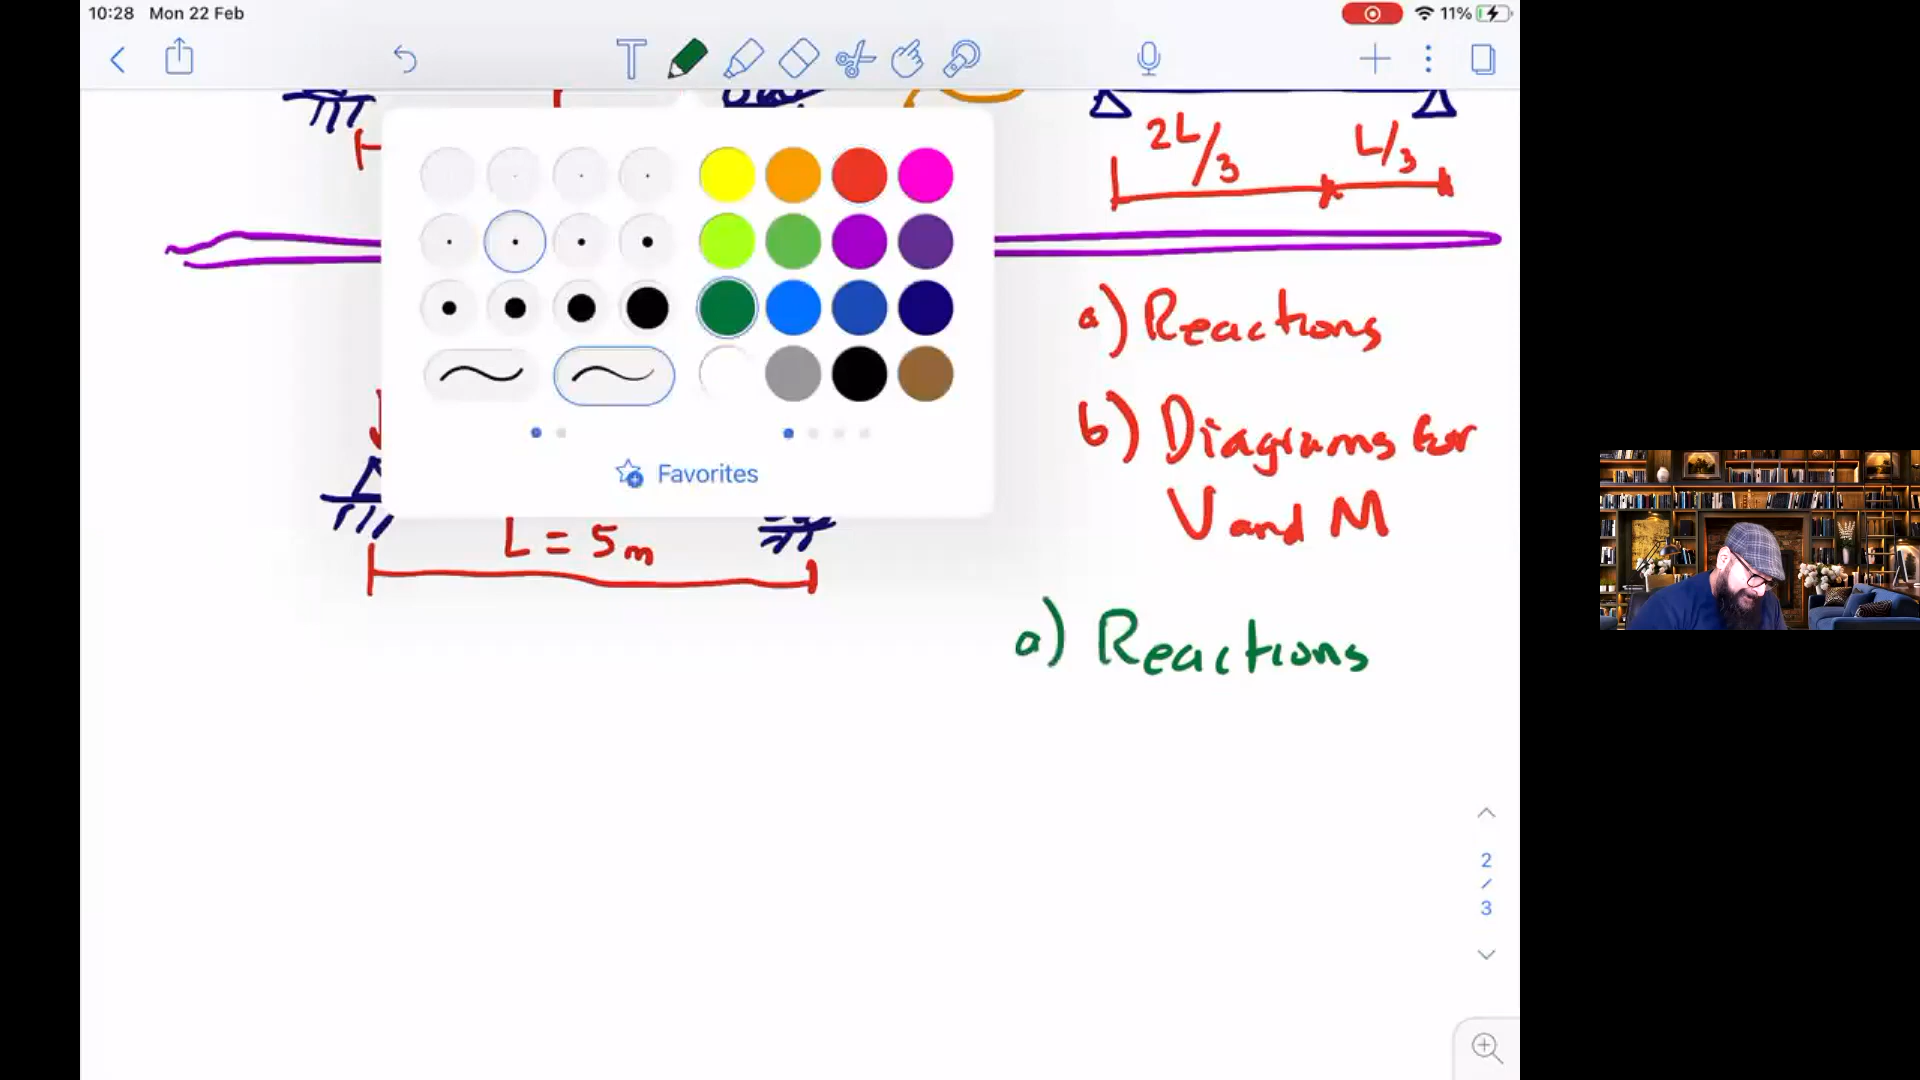 10:28 Mon 22 Feb
11%
T
2L/3
L/3
a) Reactions
b) Diagrams for
V and M
Favorites
L = 5m
a) Reactions
2
/
3